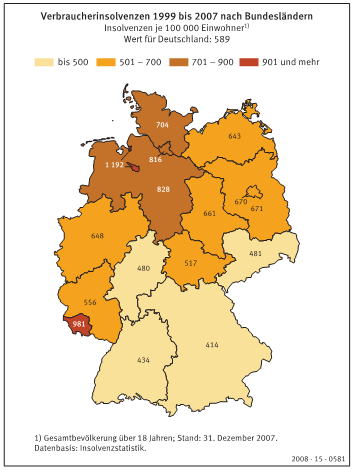 Verbraucherinsolvenzen 1999 bis 2007 nach Bundesländern
Insolvenzen je 100 000 Einwohner1)
Wert für Deutschland: 589
bis 500
501 – 700
701 – 900
901 und mehr
704
643
1 192
816
828
661
670
671
648
480
517
481
556
981
434
414
1) Gesamtbevölkerung über 18 Jahren; Stand: 31. Dezember 2007.
Datenbasis: Insolvenzstatistik.
2008 - 15 - 0581